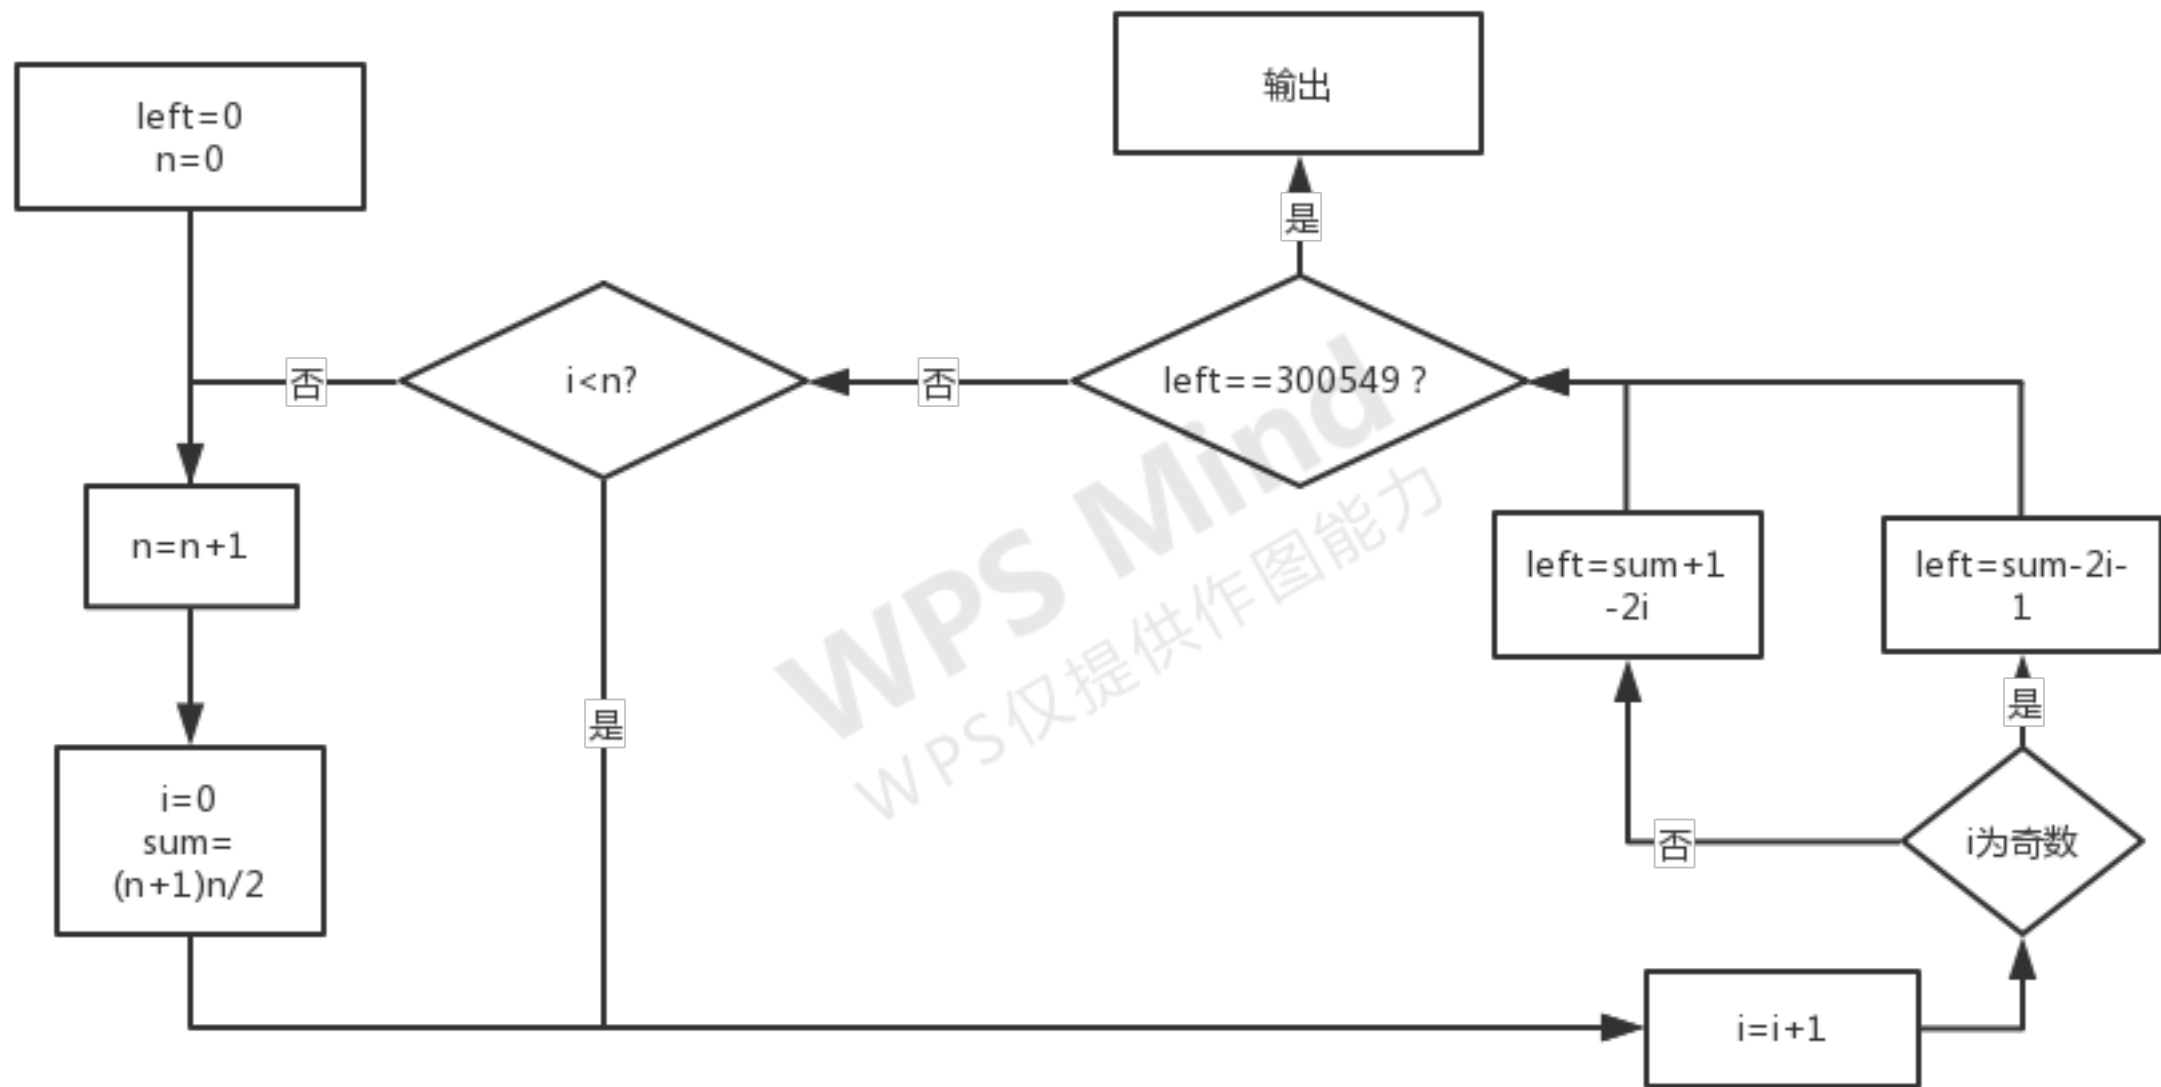 left=0
n=0
输出
是
i<n?
否
否
left==300549 ?
n=n+1
left=sum+1
-2i
left=sum-2i-
1
是
是
i=0
sum=
(n+1)n/2
否
i为奇数
i=i+1
WPS Mind
WPS仅提供作图能力